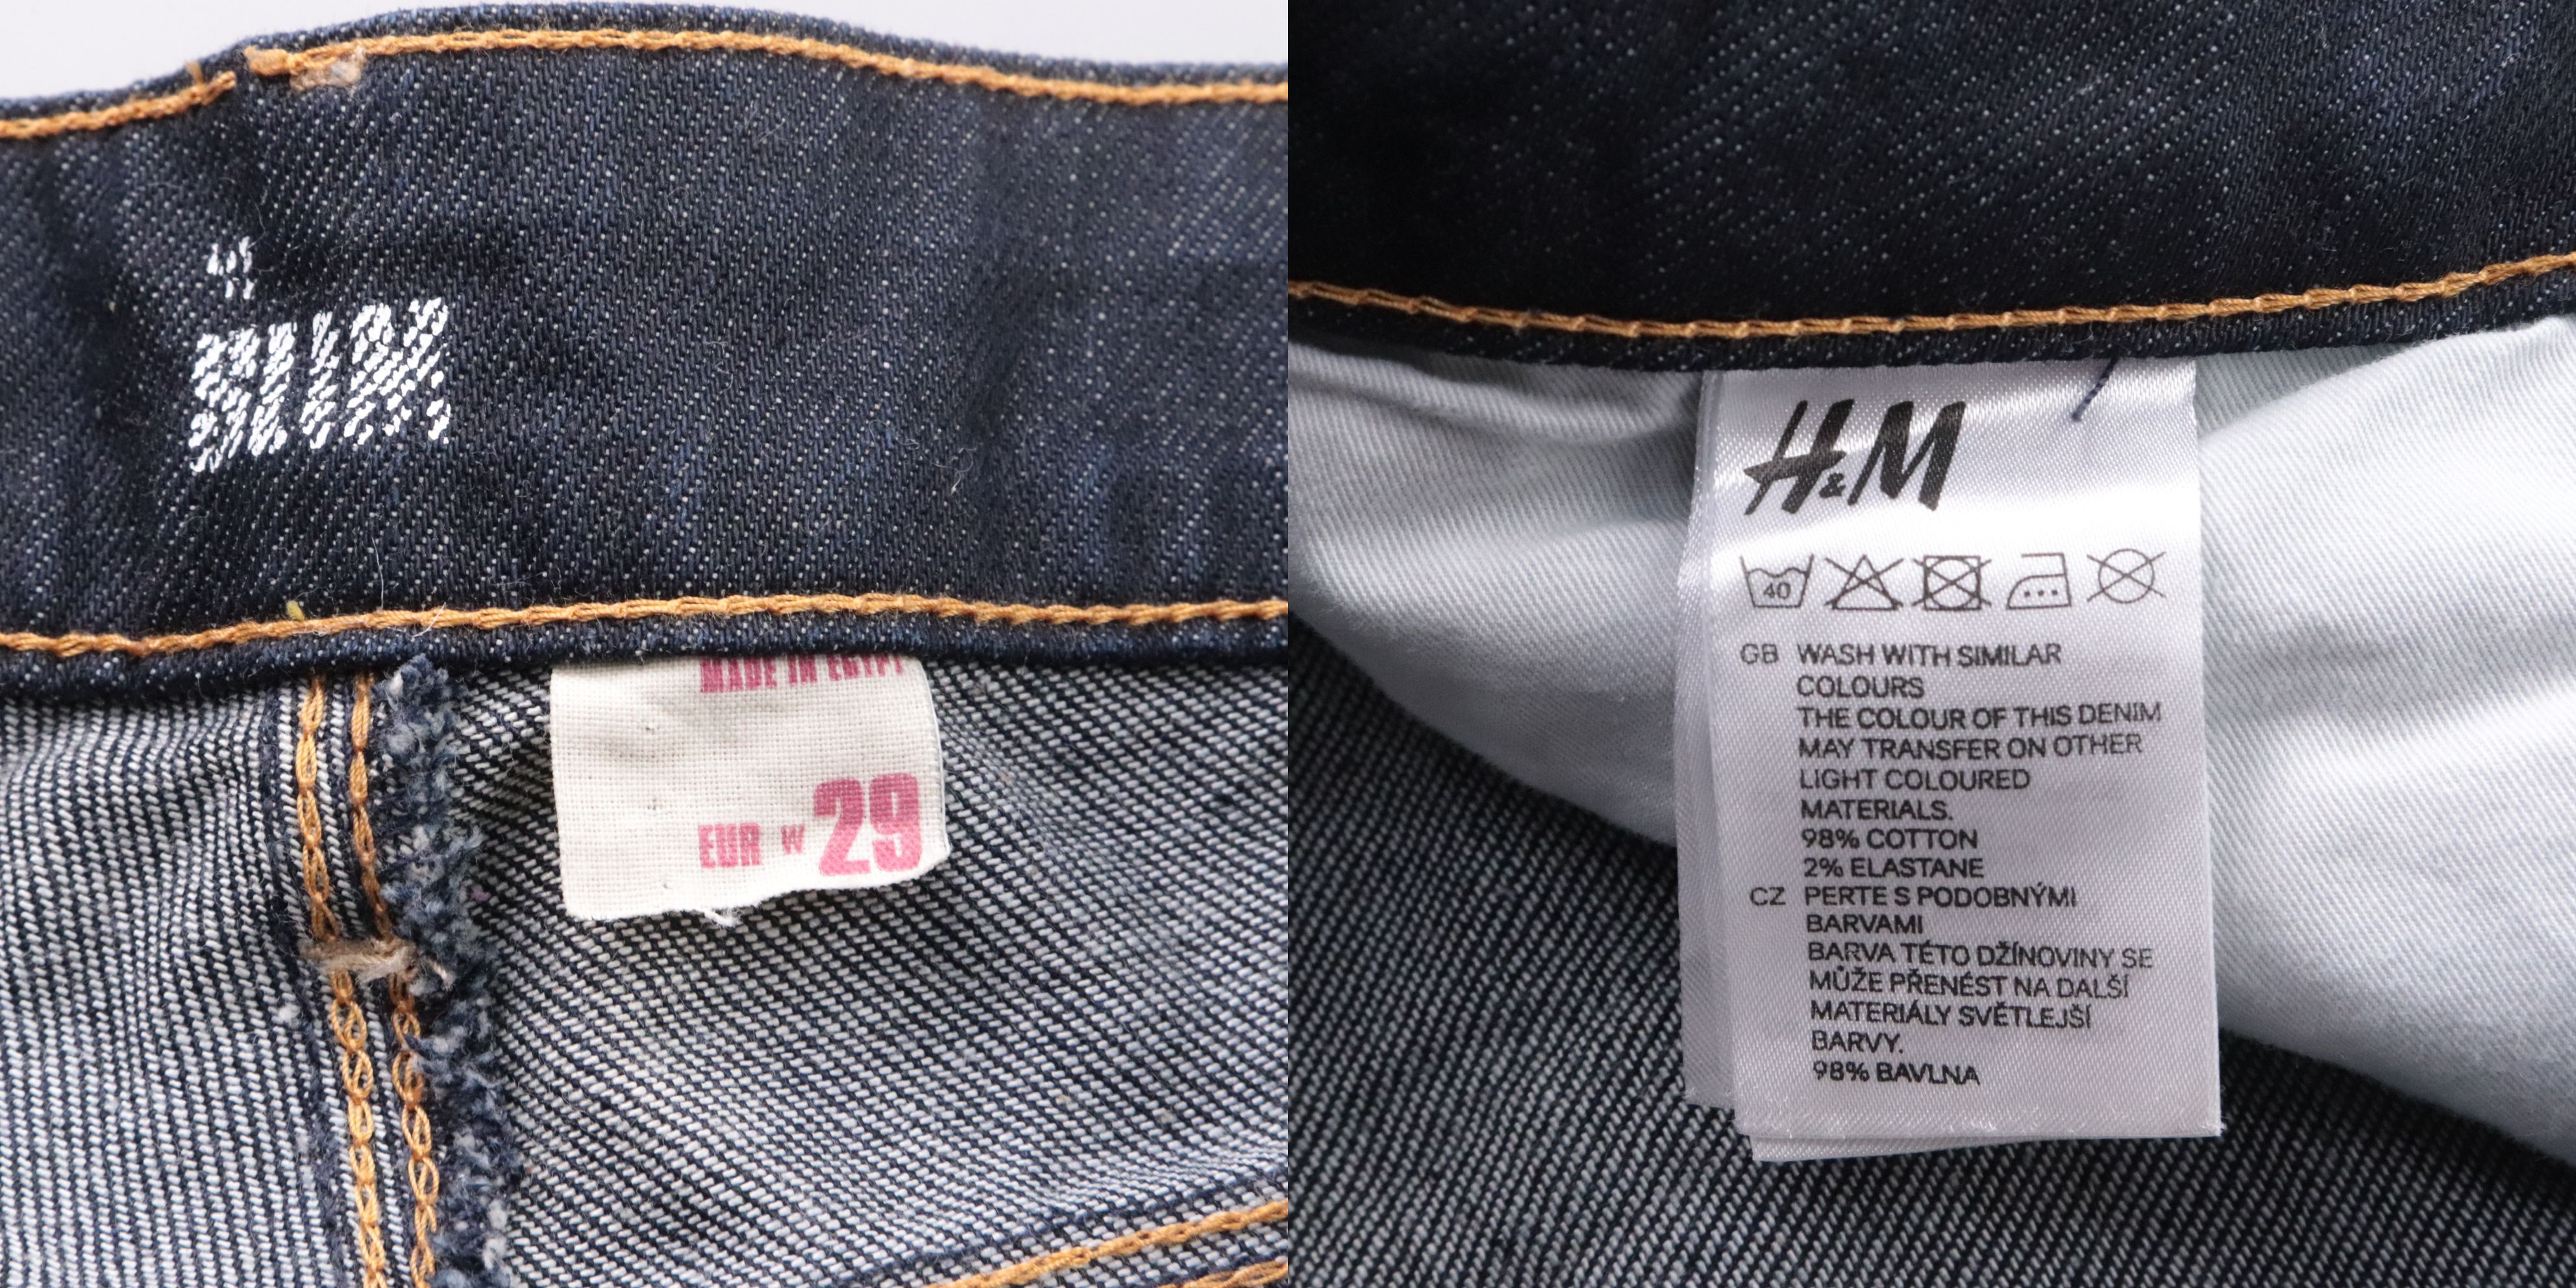 SLIM.
MADE IN EGYPT
EUR W 29
H&M
40
GB WASH WITH SIMILAR
COLOURS
THE COLOUR OF THIS DENIM
MAY TRANSFER ON OTHER
LIGHT COLOURED
MATERIALS.
98% COTTON
2% ELASTANE
CZ PERTE S PODOBNÝMI
BARVAMI
BARVA TÉTO DŽÍNOVINY SE
MŮŽE PŘENÉST NA DALŠÍ
MATERIÁLY SVĚTLEJŠÍ
BARVY.
98% BAVLNA